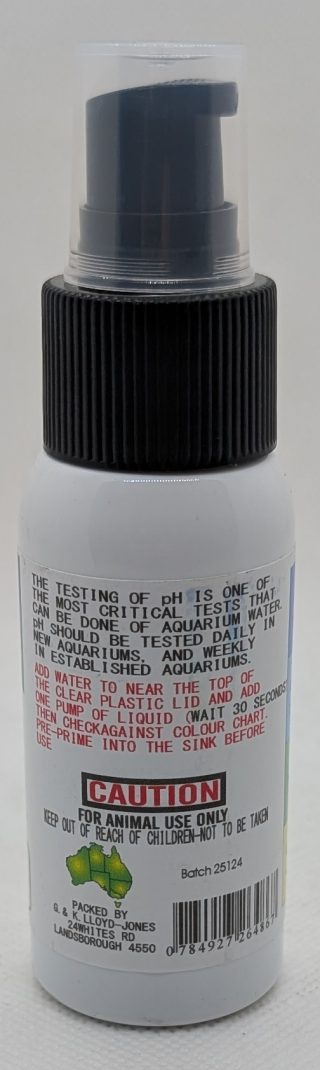 THE TESTING OF pH IS ONE OF
THE MOST CRITICAL TESTS THAT
CAN BE DONE OF AQUARIUM WATER.
pH SHOULD BE TESTED DAILY IN
NEW AQUARIUMS, AND WEEKLY
IN ESTABLISHED AQUARIUMS.
ADD WATER TO NEAR THE TOP OF
THE CLEAR PLASTIC LID AND ADD
ONE PUMP OF LIQUID (WAIT 30 SECONDS
THEN CHECKAGAINST COLOUR CHART.
PRE-PRIME INTO THE SINK BEFORE
USE
CAUTION
FOR ANIMAL USE ONLY
KEEP OUT OF REACH OF CHILDREN-NOT TO BE TAKEN
Batch 25124
PACKED BY
G. & K. LLOYD-JONES
24WHITES RD
LANDSBOROUGH 4550
0 784927 26486